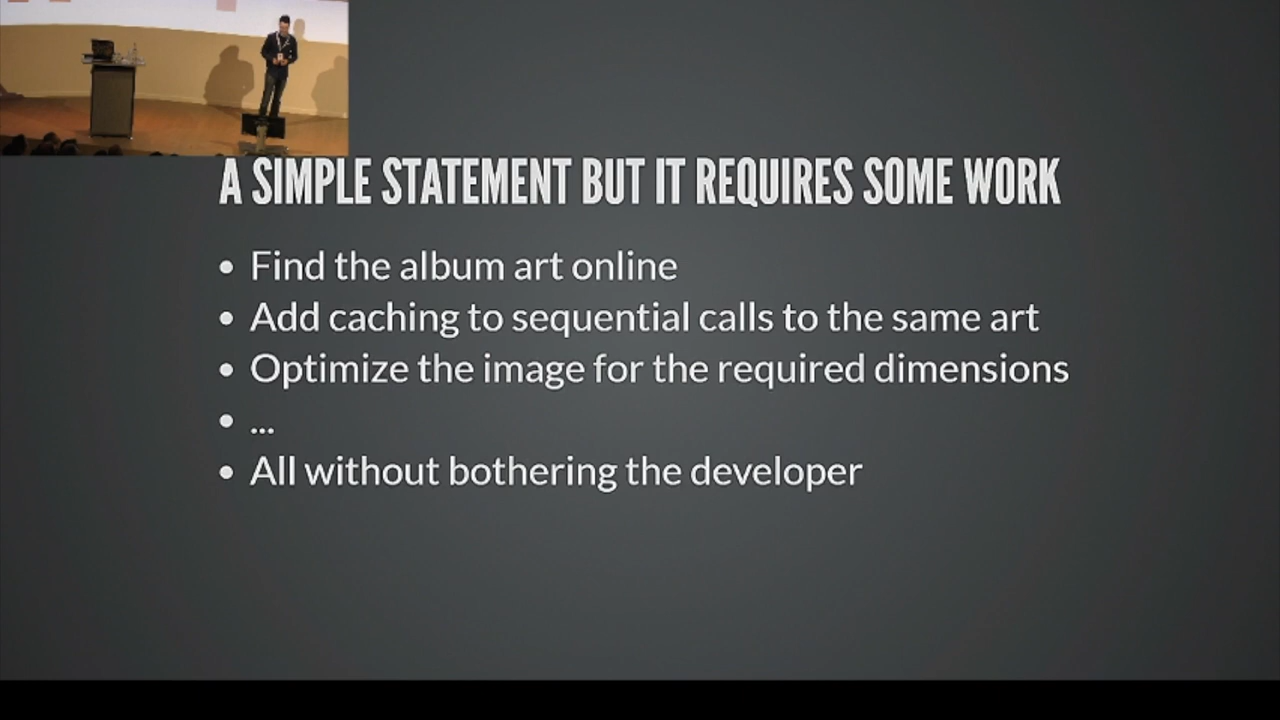 A SIMPLE STATEMENT BUT IT REQUIRES SOME WORK
• Find the album art online
• Add caching to sequential calls to the same art
• Optimize the image for the required dimensions
• ...
• All without bothering the developer